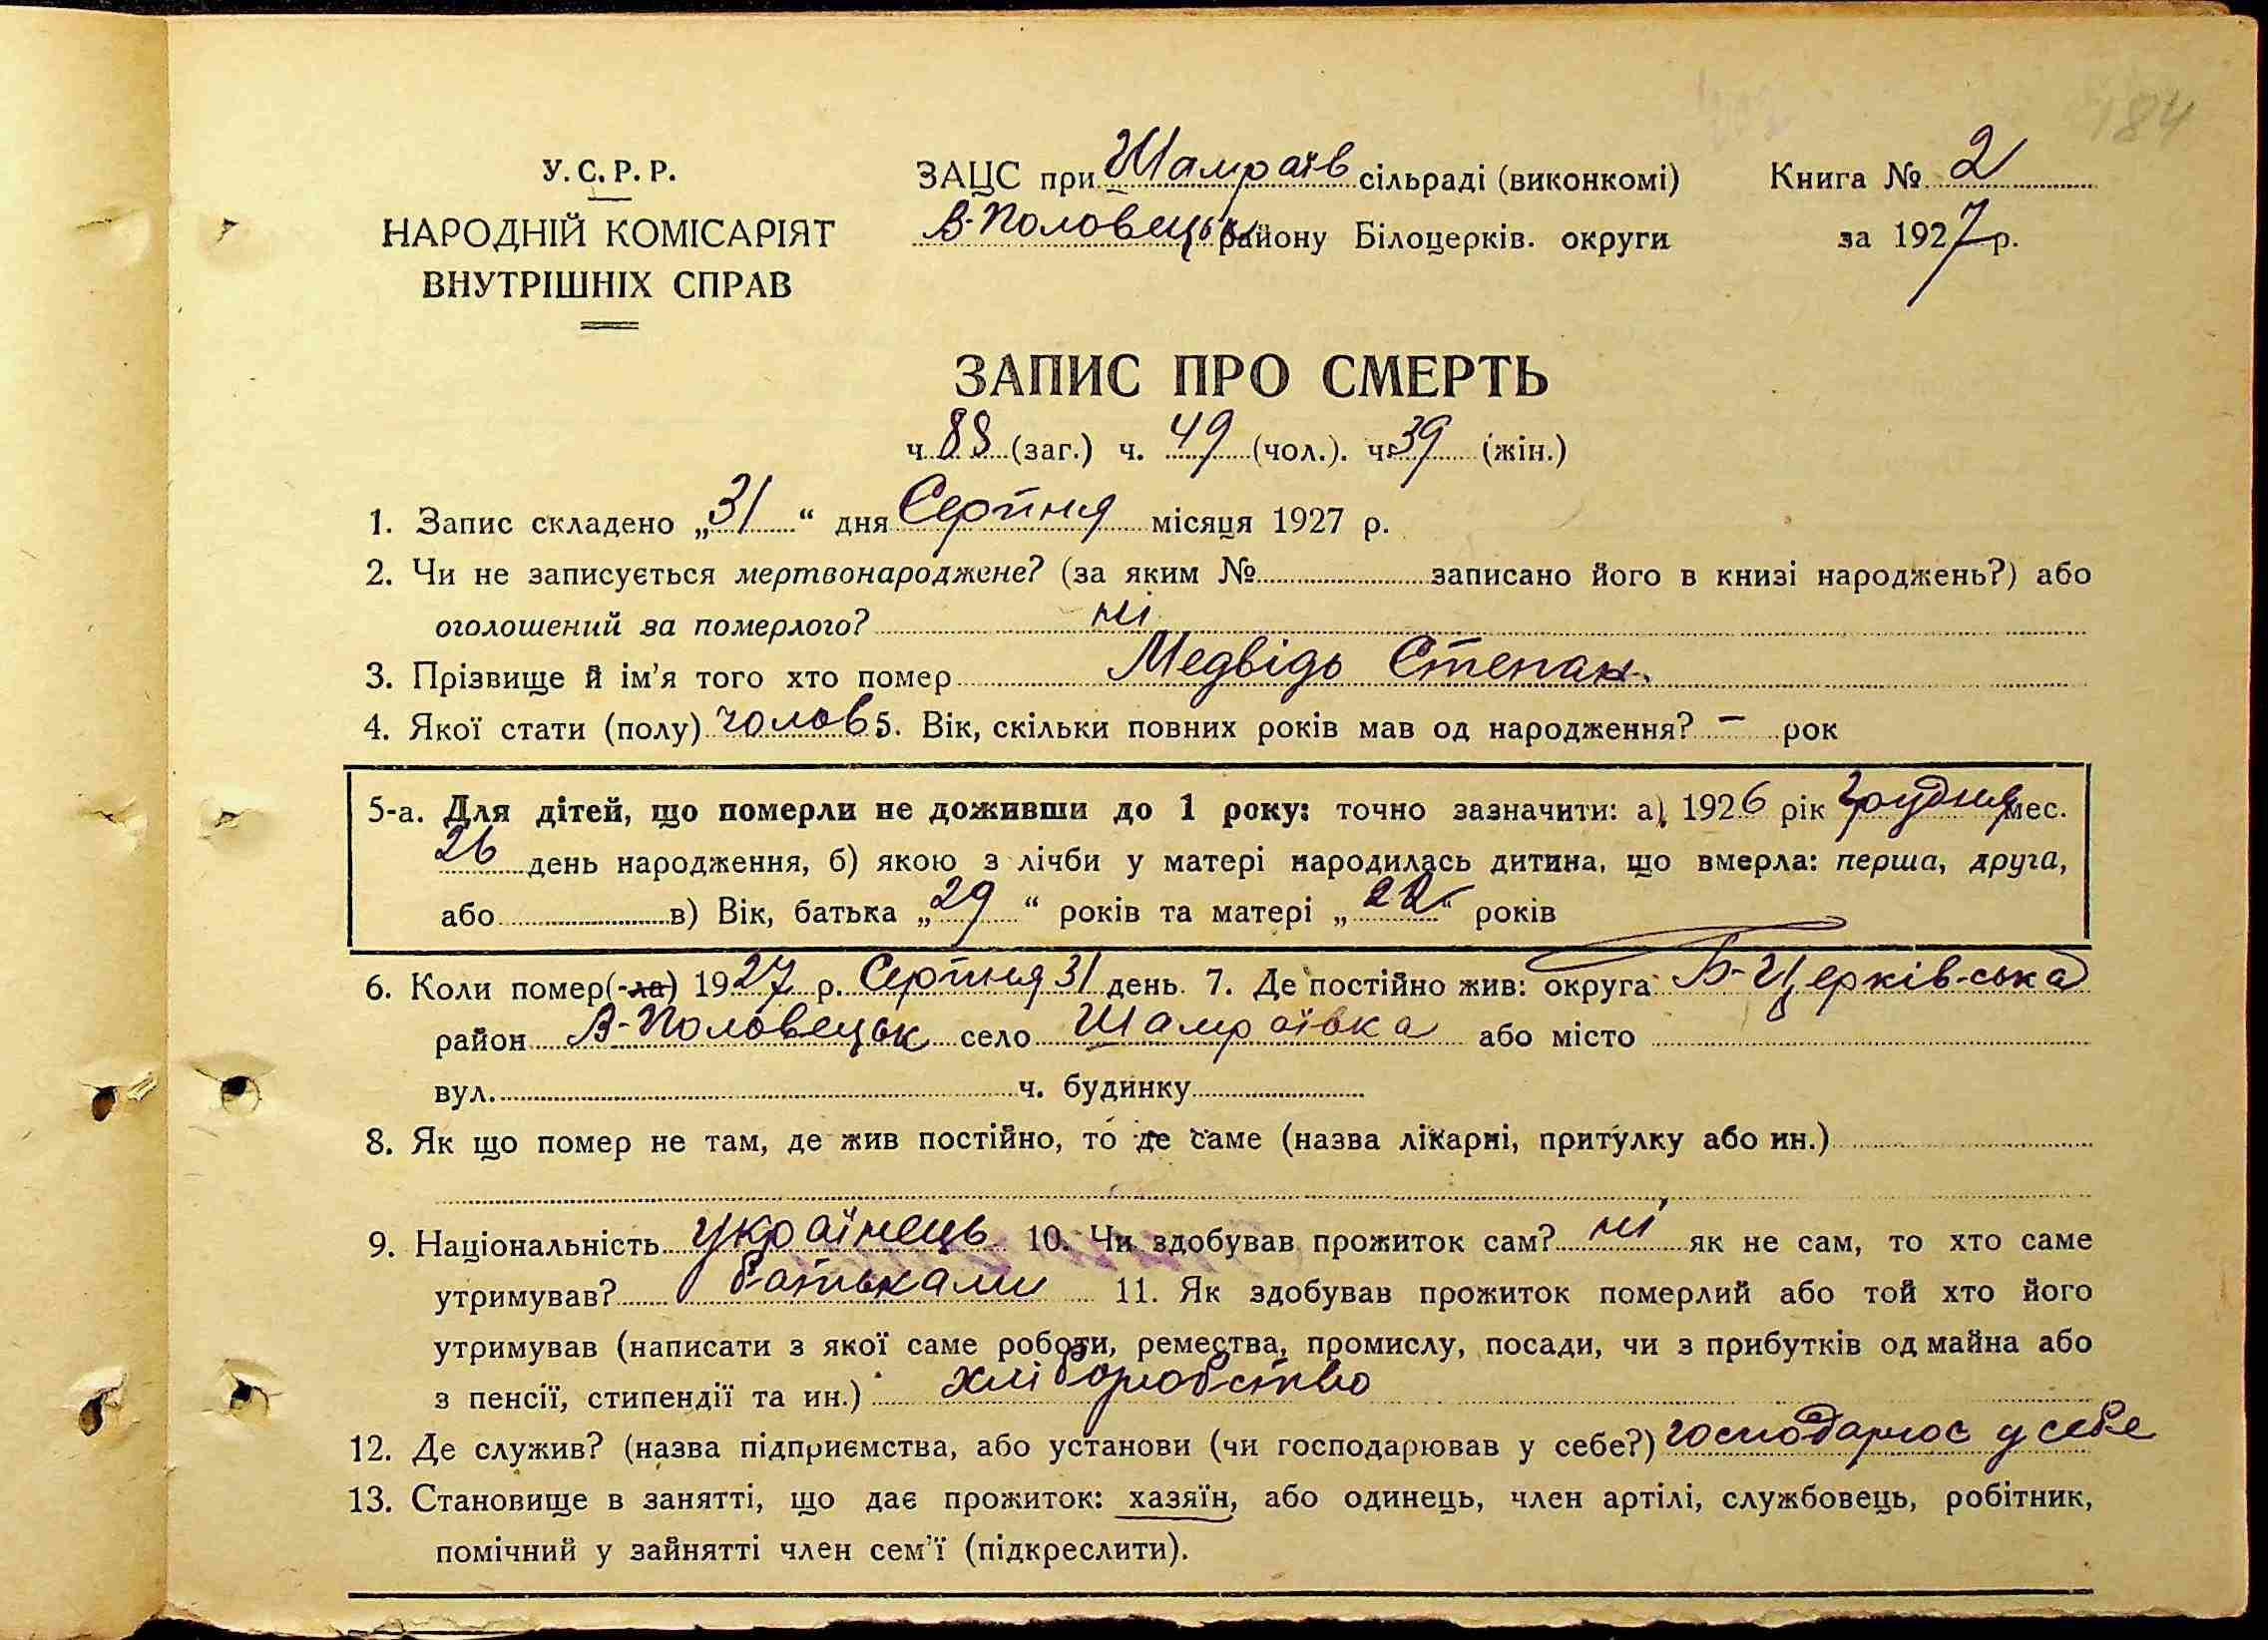 184
У. С. Р. Р.
НАРОДНІЙ КОМІСАРІЯТ
ВНУТРІШНІХ СПРАВ
ЗАЦС при Шамраїв сільраді (виконкомі)
В-Половецьк району Білоцерків. округи
Книга № 2
за 1927 р.
ЗАПИС ПРО СМЕРТЬ
ч. 88 (заг.) ч. 49 (чол.). ч. 39 (жін.)
1. Запис складено „31“ дня Серпня місяця 1927 р.
2. Чи не записується мертвонароджене? (за яким № записано його в книзі народжень?) або
оголошений за померлого? ні
3. Прізвище й ім’я того хто помер Медвідь Степан.
4. Якої стати (полу) чолов 5. Вік, скільки повних років мав од народження? – рок
5-а. Для дітей, що померли не доживши до 1 року: точно зазначити: а) 1926 рік Грудня мес.
26 день народження, б) якою з лічби у матері народилась дитина, що вмерла: перша, друга,
або в) Вік, батька „29“ років та матері „22“ років
6. Коли помер(-ла) 1927 р. Серпня 31 день. 7. Де постійно жив: округа Б-Церківська
район В-Половецьк село Шамраївка або місто
вул. ч. будинку
8. Як що помер не там, де жив постійно, то де саме (назва лікарні, притулку або ин.)
9. Національність українець 10. Чи здобував прожиток сам? ні як не сам, то хто саме
утримував? батьками 11. Як здобував прожиток померлий або той хто його
утримував (написати з якої саме роботи, ремества, промислу, посади, чи з прибутків од майна або
з пенсії, стипендії та ин.) хліборобство
12. Де служив? (назва підприємства, або установи (чи господарював у себе?) господарює у себе
13. Становище в занятті, що дає прожиток: хазяїн, або одинець, член артілі, службовець, робітник,
помічний у зайнятті член сем’ї (підкреслити).